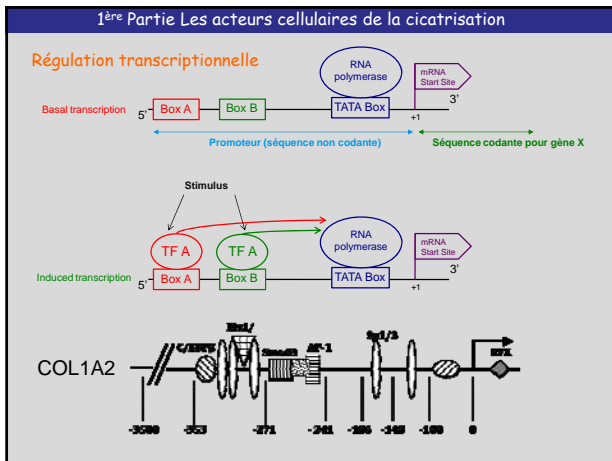 1ère Partie Les acteurs cellulaires de la cicatrisation
Régulation transcriptionnelle
RNA
polymerase
mRNA
Start Site
Basal transcription
5'
Box A
Box B
TATA Box
+1
3'
Promoteur (séquence non codante)
Séquence codante pour gène X
Stimulus
TF A
TF A
RNA
polymerase
mRNA
Start Site
Induced transcription
5'
Box A
Box B
TATA Box
+1
3'
Sp1/3
AP-1
COL1A2
-3500
-353
-271
-241
0